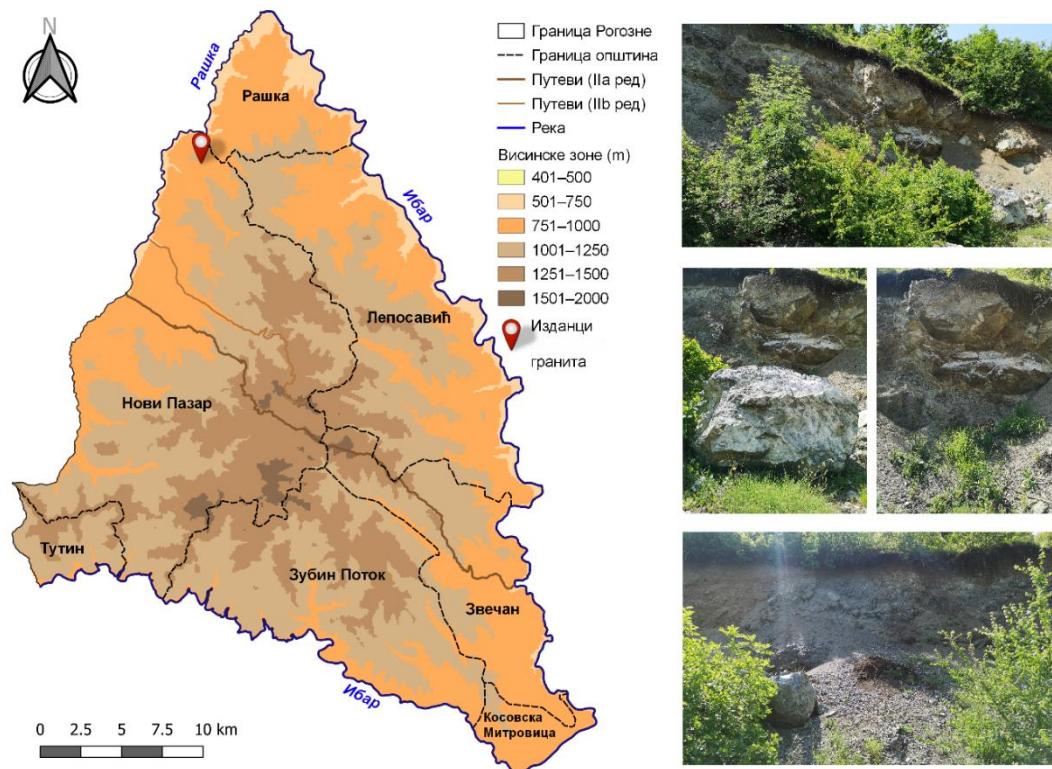 N
Рашка
Рашка
Ибар
Лепосавић
Нови Пазар
Тутин
Зубин Поток
Звечан
Ибар
Косовска
Митровица
0 2.5 5 7.5 10 km
Граница Рогозне
Граница општина
Путеви (IIa ред)
Путеви (IIb ред)
Река
Висинске зоне (m)
401–500
501–750
751–1000
1001–1250
1251–1500
1501–2000
Изданци
гранита